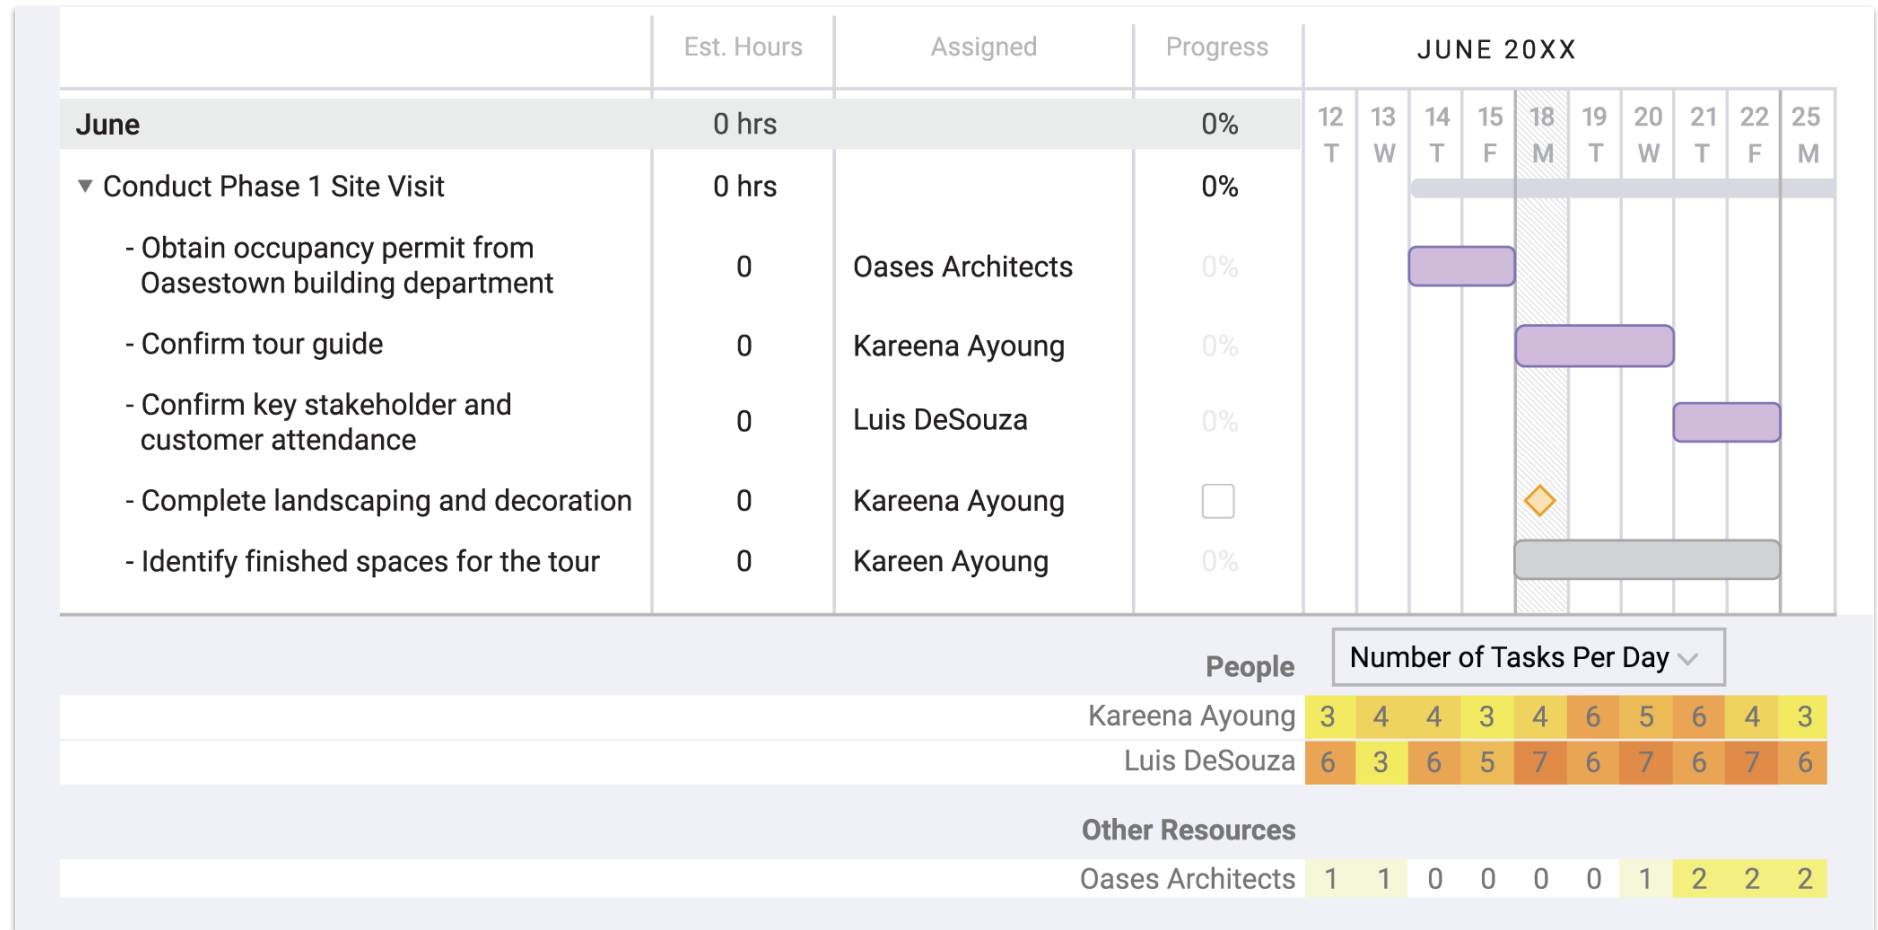 Est. Hours Assigned Progress JUNE 20XX
12 13 14 15 18 19 20 21 22 25
T W T F M T W T F M
June 0 hrs 0%
Conduct Phase 1 Site Visit 0 hrs 0%
- Obtain occupancy permit from
Oasestown building department 0 Oases Architects 0%
- Confirm tour guide 0 Kareena Ayoung 0%
- Confirm key stakeholder and
customer attendance 0 Luis DeSouza 0%
- Complete landscaping and decoration 0 Kareena Ayoung
- Identify finished spaces for the tour 0 Kareen Ayoung 0%
People Number of Tasks Per Day
Kareena Ayoung 3 4 4 3 4 6 5 6 4 3
Luis DeSouza 6 3 6 5 7 6 7 6 7 6
Other Resources
Oases Architects 1 1 0 0 0 0 1 2 2 2